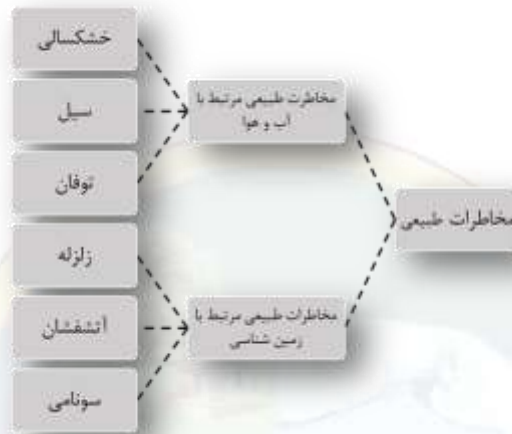 مخاطرات طبیعی
مخاطرت طبیعی مرتبط با
آب و هوا
خشکسالی
سیل
توفان
مخاطرات طبیعی مرتبط با
زمین شناسی
زلزله
آتشفشان
سونامی